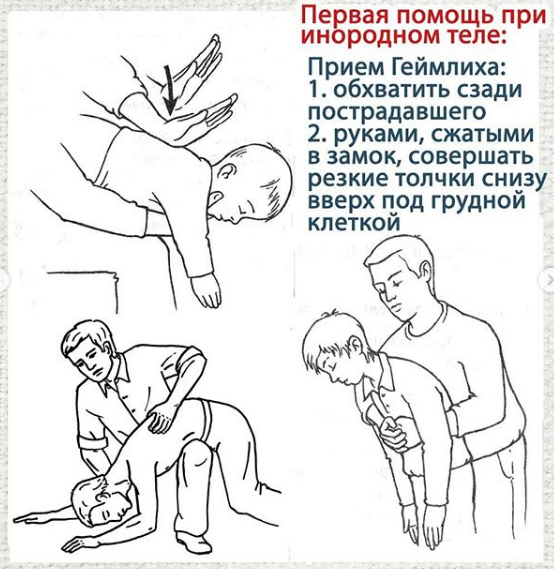 Первая помощь при
инородном теле:
Прием Геймлиха:
1. обхватить сзади
пострадавшего
2. руками, сжатыми
в замок, совершать
резкие толчки снизу
вверх под грудной
клеткой